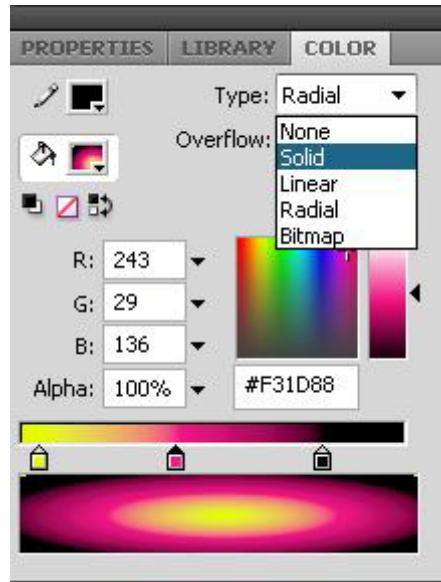 PROPERTIES LIBRARY COLOR
Type: Radial
Overflow:
None
Solid
Linear
Radial
Bitmap
R: 243
G: 29
B: 136
Alpha: 100% #F31D88